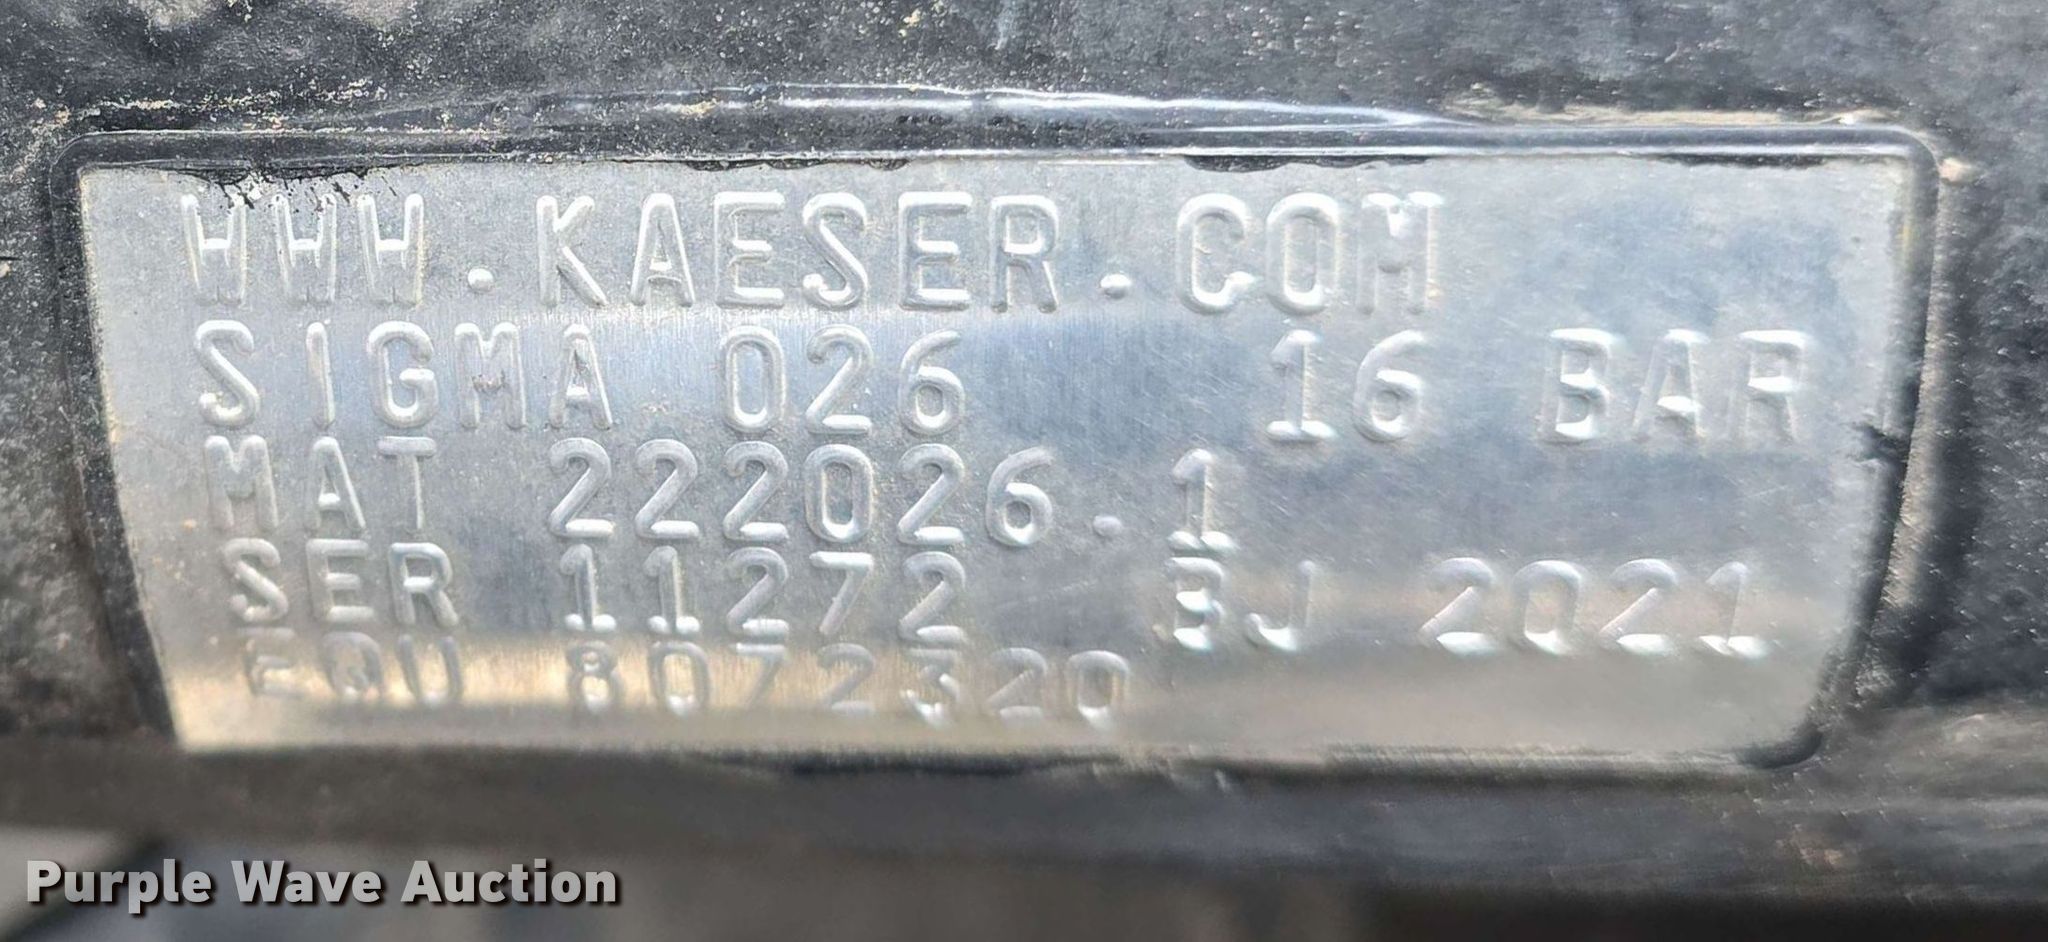 WWW.KAESER.COM
SIGMA 026 16 BAR
MAT 222026.1
SER 11272 BJ 2021
EQU 8072320
Purple Wave Auction